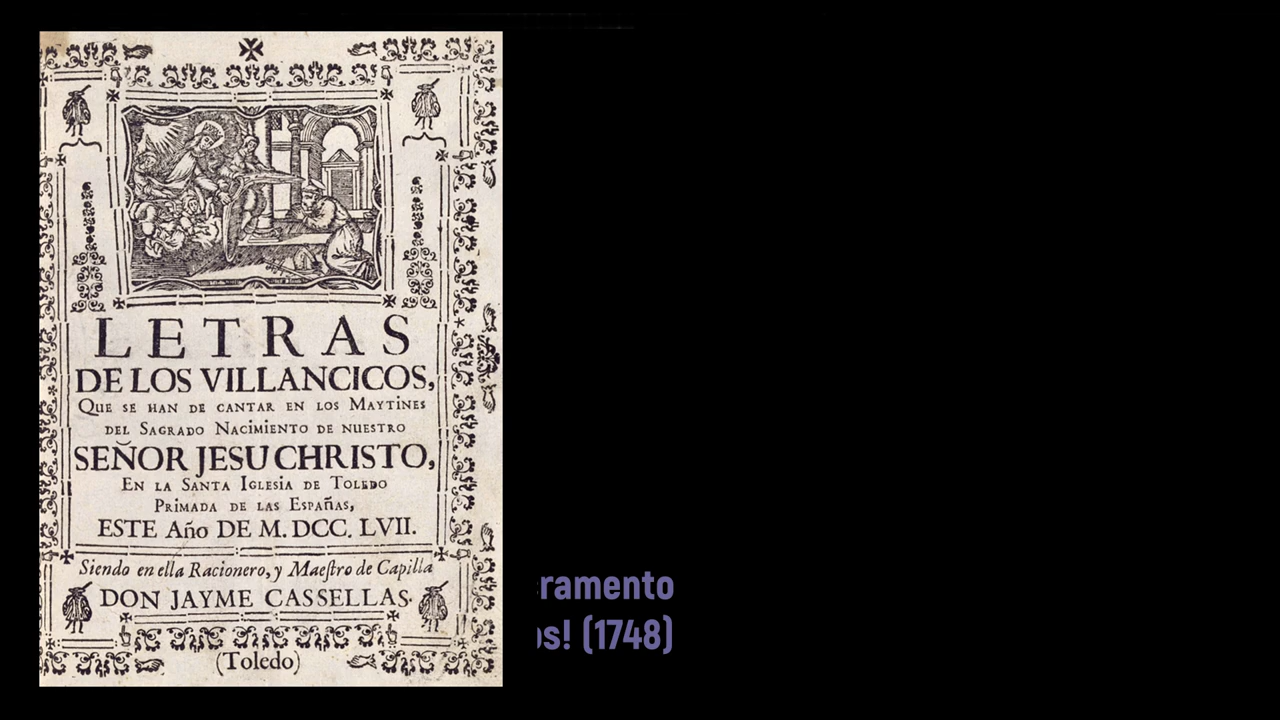 LETRAS
DE LOS VILLANCICOS,
QUE SE HAN DE CANTAR EN LOS MAYTINES
DEL SAGRADO NACIMIENTO DE NUESTRO
SEÑOR JESU CHRISTO,
EN LA SANTA IGLESIA DE TOLEDO
PRIMADA DE LAS ESPAÑAS,
ESTE Año DE M. DCC. LVII.
Siendo en ella Racionero, y Maeſtro de Capilla
DON JAYME CASSELLAS.
(Toledo)
ramento
s! (1748)